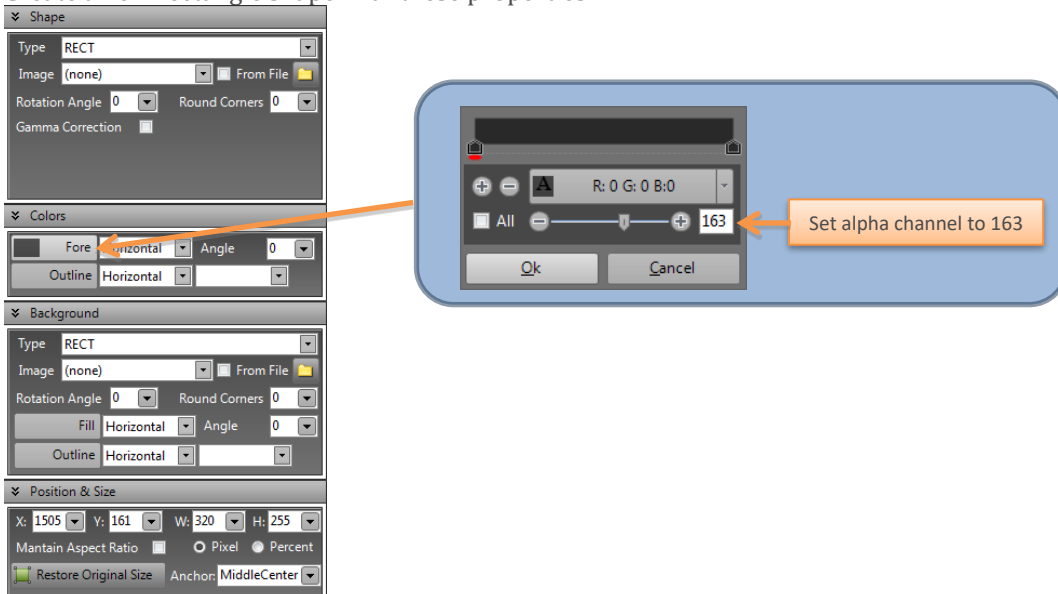 Shape
Type RECT
Image (none) From File
Rotation Angle 0 Round Corners 0
Gamma Correction
Colors
Fore Horizontal Angle 0
Outline Horizontal
Background
Type RECT
Image (none) From File
Rotation Angle 0 Round Corners 0
Fill Horizontal Angle 0
Outline Horizontal
Position & Size
X: 1505 Y: 161 W: 320 H: 255
Mantain Aspect Ratio Pixel Percent
Restore Original Size Anchor: MiddleCenter
A R: 0 G: 0 B:0
All 163
Ok Cancel
Set alpha channel to 163